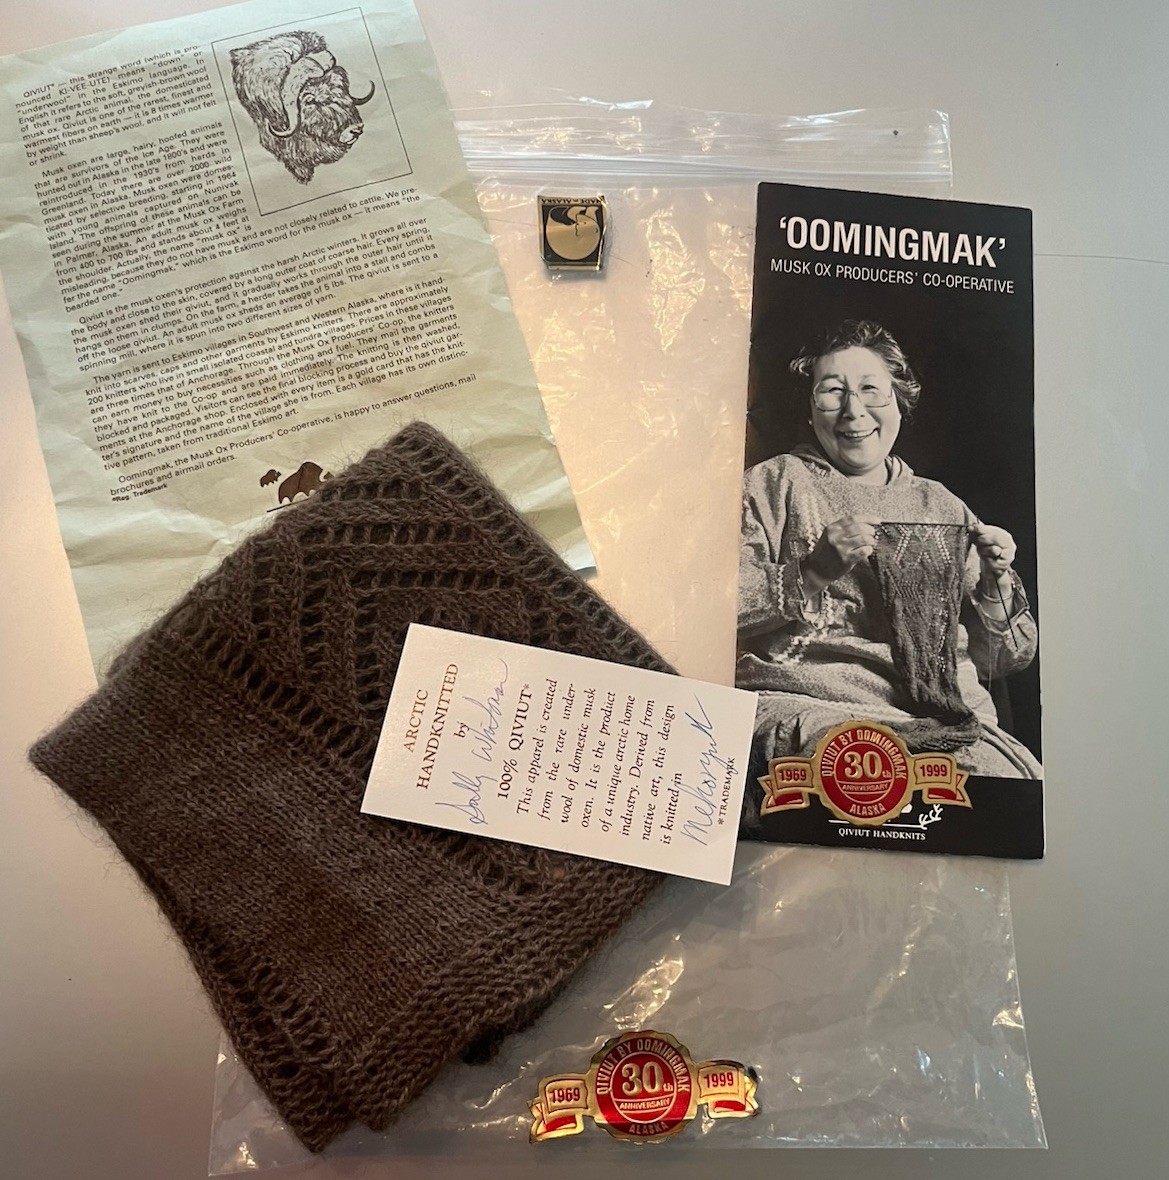 QIVIUT* — this strange word (which is pro-
nounced KI-VEE-UTE) means "down" or
"underwool" in the Eskimo language. In
English it refers to the soft, greyish-brown wool
of that rare Arctic animal, the domesticated
musk ox. Qiviut is one of the rarest, finest and
warmest fibers on earth — it is 8 times warmer
by weight than sheep's wool, and it will not felt
or shrink.
Musk oxen are large, hairy, hoofed animals
that are survivors of the Ice Age. They were
hunted out in Alaska in the late 1800's and were
reintroduced in the 1930's from herds in
Greenland. Today there are over 2000 wild
musk oxen in Alaska. Musk oxen were domes-
ticated by selective breeding, starting in 1964
with young animals captured on Nunivak
Island. The offspring of these animals can be
seen during the summer at the Musk Ox Farm
in Palmer, Alaska. An adult musk ox weighs
from 400 to 700 lbs and stands about 4 feet at
the shoulder. Actually, the name "musk ox" is
misleading, because they do not have musk and are not closely related to cattle. We pre-
fer the name "Oomingmak," which is the Eskimo word for the musk ox — it means "the
bearded one."
Qiviut is the musk oxen's protection against the harsh Arctic winters. It grows all over
the body and close to the skin, covered by a long outer coat of coarse hair. Every spring,
the musk oxen shed their qiviut, and it gradually works through the outer hair until it
hangs on them in clumps. On the farm, a herder takes the animal into a stall and combs
off the loose qiviut. An adult musk ox sheds an average of 5 lbs. The qiviut is sent to a
spinning mill, where it is spun into two different sizes of yarn.
The yarn is sent to Eskimo villages in Southwest and Western Alaska, where it is hand-
knit into scarves, caps and other garments by Eskimo knitters. There are approximately
200 knitters who live in small isolated coastal and tundra villages. Prices in these villages
are three times that of Anchorage. Through the Musk Ox Producers' Co-op, the knitters
can earn money to buy necessities such as clothing and fuel. They mail the garments
they have knit to the Co-op and are paid immediately. The knitting is then washed,
blocked and packaged. Visitors can see the final blocking process and buy the qiviut gar-
ments at the Anchorage shop. Enclosed with every item is a gold card that has the knit-
ter's signature and the name of the village she is from. Each village has its own distinc-
tive pattern, taken from traditional Eskimo art.
Oomingmak, the Musk Ox Producers' Co-operative, is happy to answer questions, mail
brochures and airmail orders.
*Reg. Trademark
MADE IN ALASKA
'OOMINGMAK'
MUSK OX PRODUCERS' CO-OPERATIVE
QIVIUT BY OOMINGMAK
1969
30th
1999
ANNIVERSARY
ALASKA
QIVIUT HANDKNITS
ARCTIC
HANDKNITTED
by
Sally
100% QIVIUT*
This apparel is created
from the rare under-
wool of domestic musk
oxen. It is the product
of a unique arctic home
industry. Derived from
native art, this design
is knitted in
Mekoryuk
*TRADEMARK
QIVIUT BY OOMINGMAK
1969
30th
1999
ANNIVERSARY
ALASKA